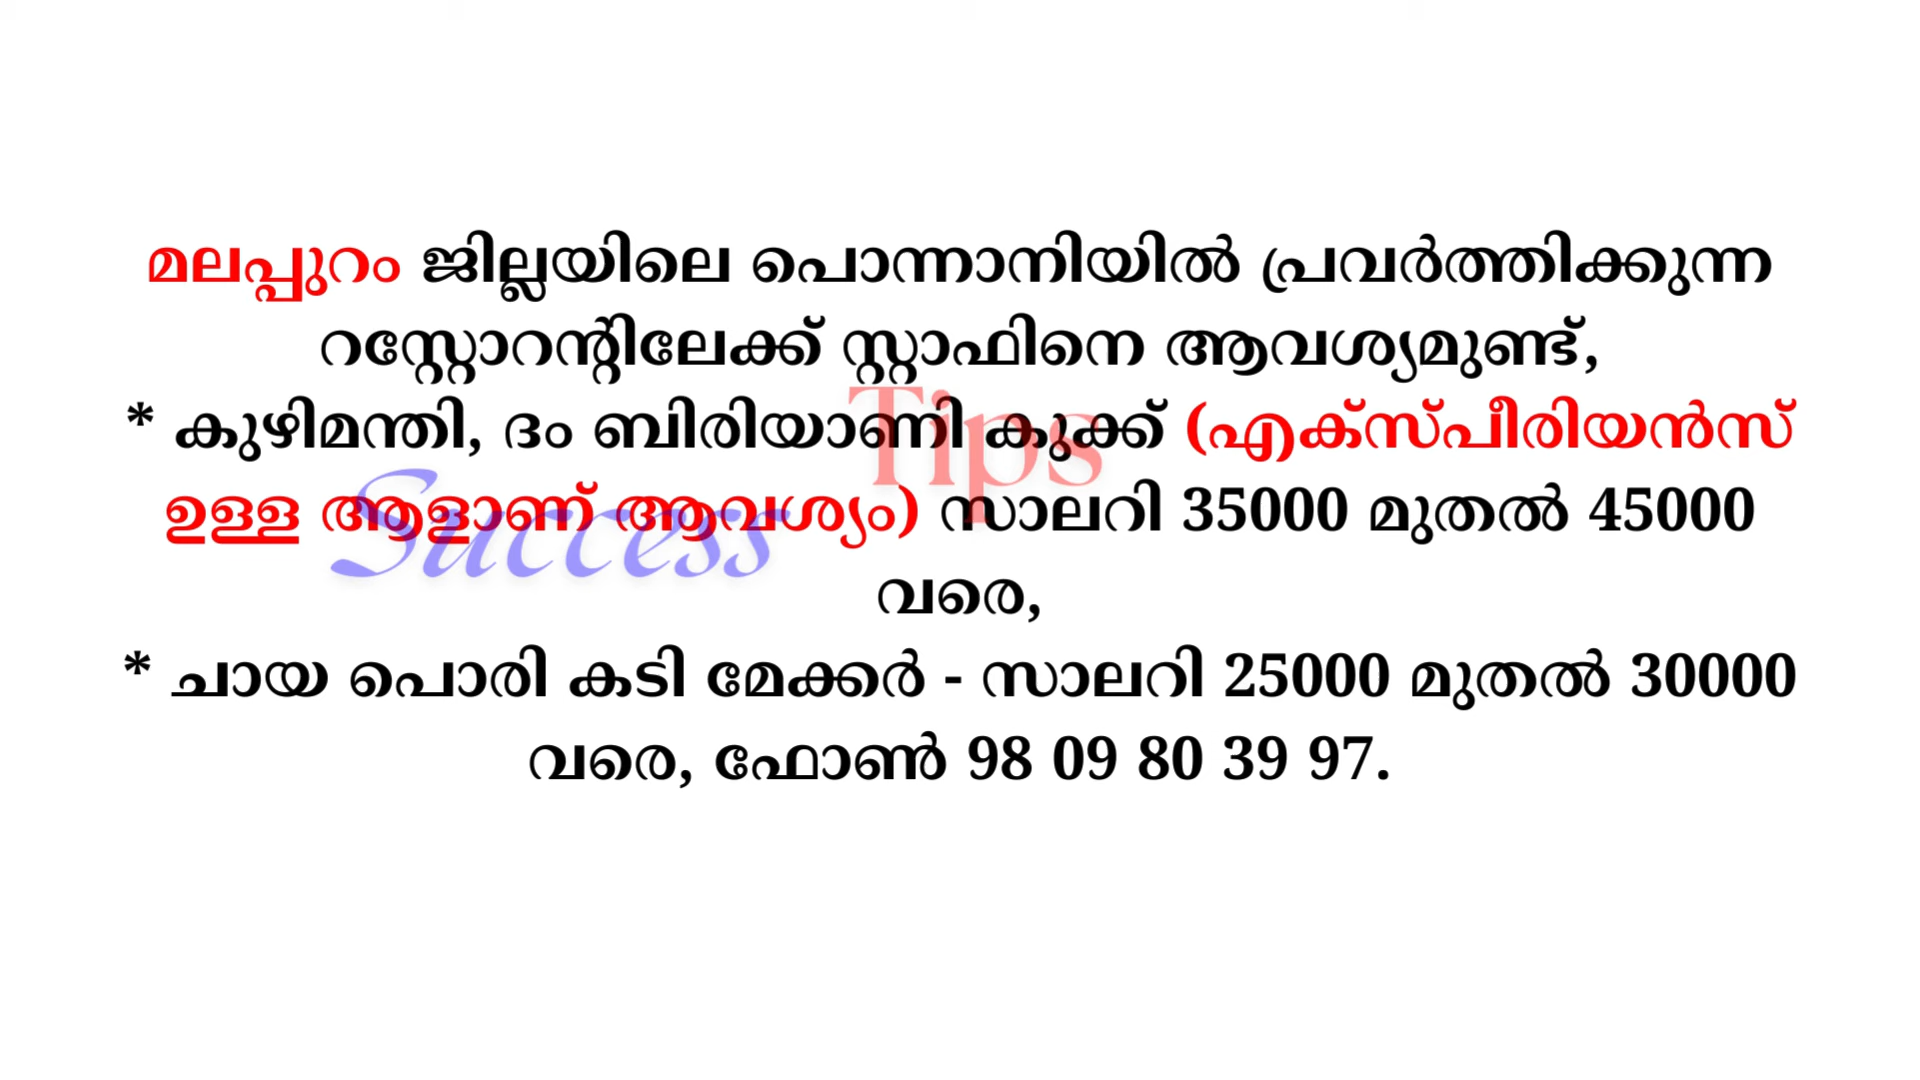 മലപ്പുറം ജില്ലയിലെ പൊന്നാനിയിൽ പ്രവർത്തിക്കുന്ന
റസ്റ്റോറന്റിലേക്ക് സ്റ്റാഫിനെ ആവശ്യമുണ്ട്,
* കുഴിമന്തി, ദം ബിരിയാണി കുക്ക് (എക്സ്പീരിയൻസ്
ഉള്ള ആളാണ് ആവശ്യം) സാലറി 35000 മുതൽ 45000
വരെ,
* ചായ പൊരി കടി മേക്കർ - സാലറി 25000 മുതൽ 30000
വരെ, ഫോൺ 98 09 80 39 97.
Success Tips